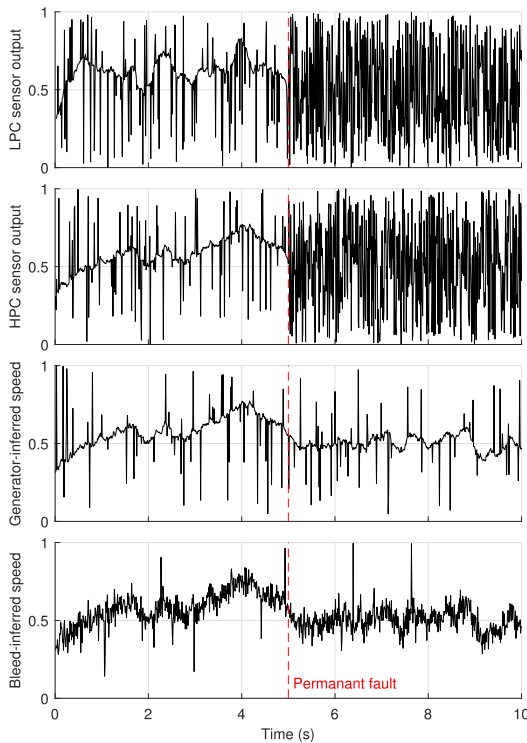 1
0.5
0
LPC sensor output
1
0.5
0
HPC sensor output
1
0.5
0
Generator-inferred speed
1
0.5
0
Bleed-inferred speed
Permanant fault
0 2 4 6 8 10
Time (s)